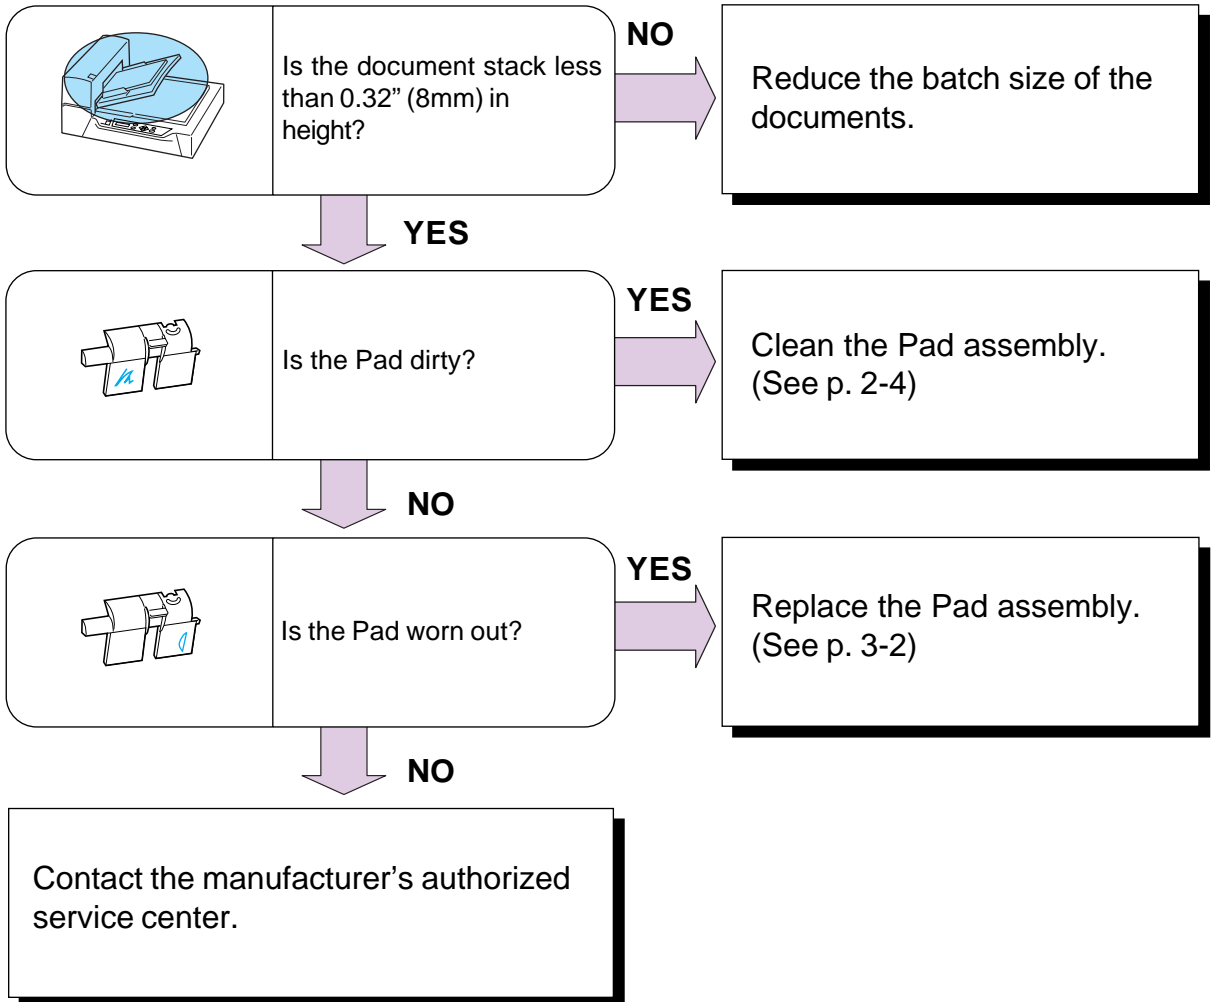 Is the document stack less
than 0.32” (8mm) in
height?
NO
Reduce the batch size of the
documents.
YES
Is the Pad dirty?
YES
Clean the Pad assembly.
(See p. 2-4)
NO
Is the Pad worn out?
YES
Replace the Pad assembly.
(See p. 3-2)
NO
Contact the manufacturer’s authorized
service center.